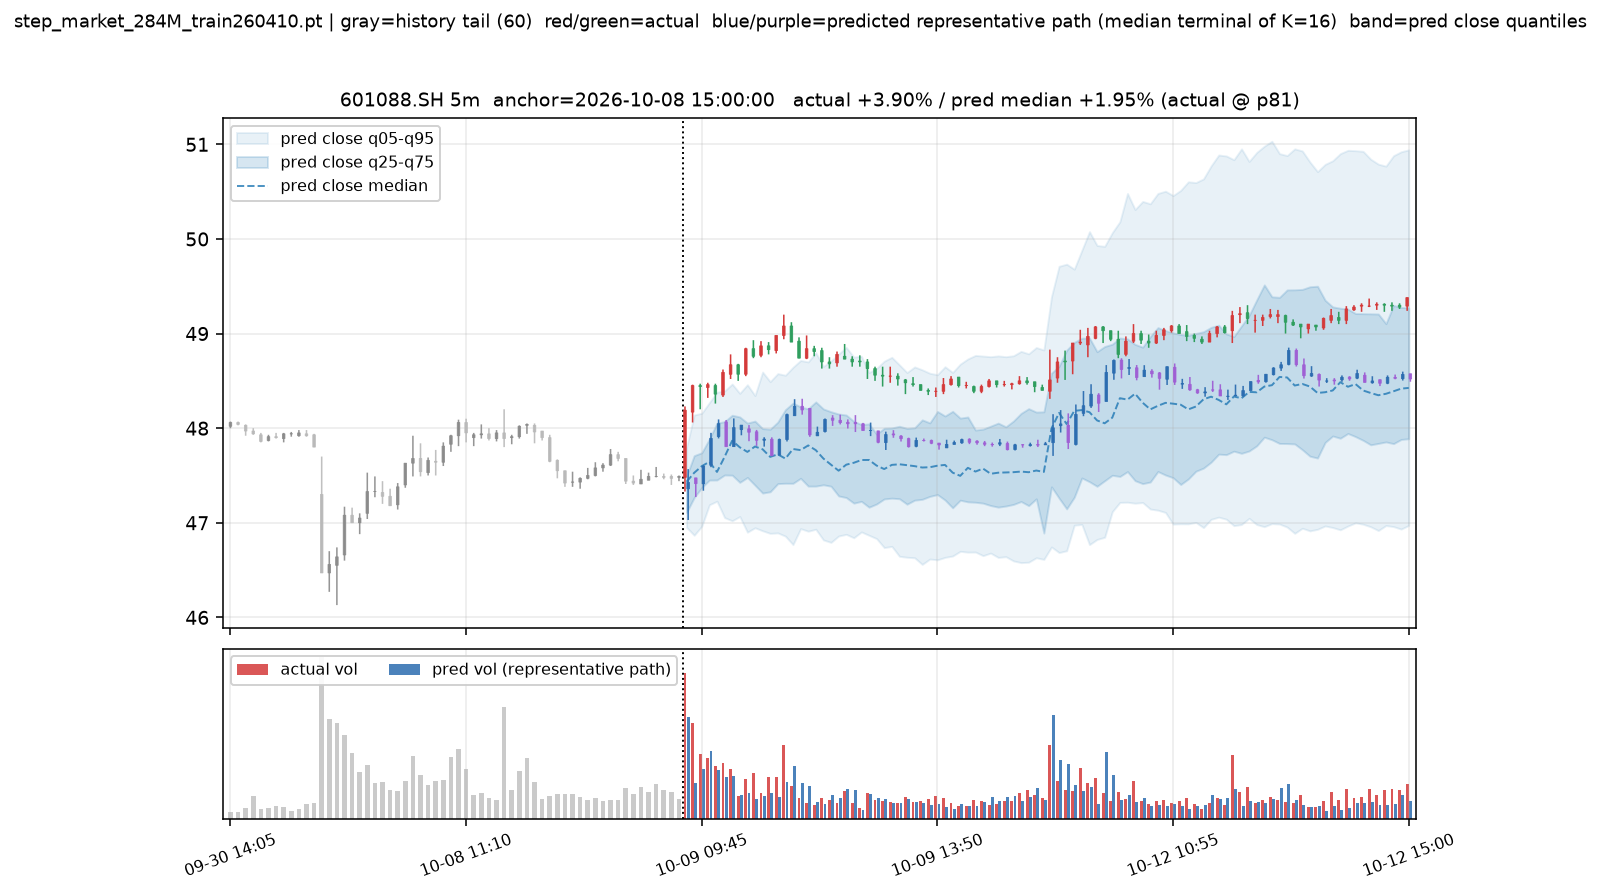 step_market_284M_train260410.pt | gray=history tail (60)  red/green=actual  blue/purple=predicted representative path (median terminal of K=16)  band=pred close quantiles
601088.SH 5m  anchor=2026-10-08 15:00:00   actual +3.90% / pred median +1.95% (actual @ p81)
pred close q05-q95
pred close q25-q75
pred close median
51
50
49
48
47
46
actual vol
pred vol (representative path)
09-30 14:05
10-08 11:10
10-09 09:45
10-09 13:50
10-12 10:55
10-12 15:00